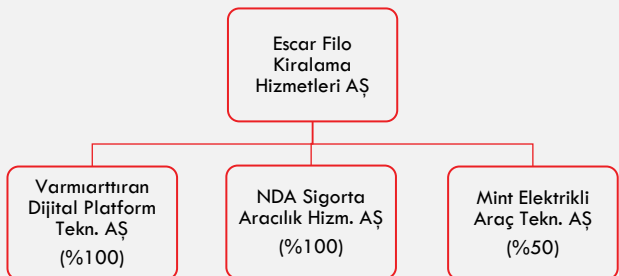 Escar Filo
Kiralama
Hizmetleri AŞ
Varmıarttıran
Dijital Platform
Tekn. AŞ
(%100)
NDA Sigorta
Aracılık Hizm. AŞ
(%100)
Mint Elektrikli
Araç Tekn. AŞ
(%50)